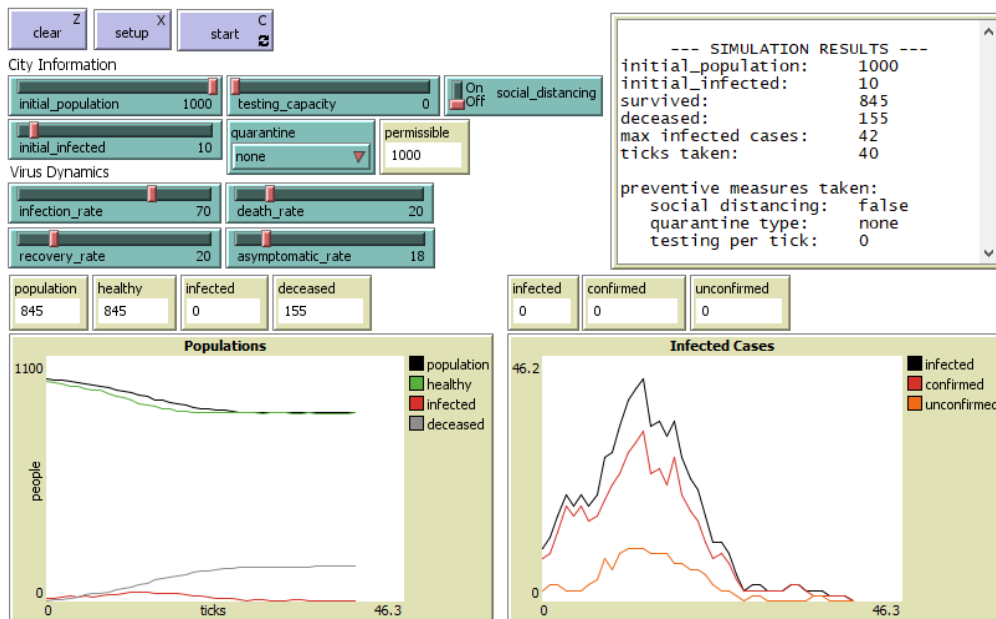 Z
clear
X
setup
C
start
City Information
initial_population 1000
testing_capacity 0
On
Off
social_distancing
initial_infected 10
quarantine
none
permissible
1000
Virus Dynamics
infection_rate 70
death_rate 20
recovery_rate 20
asymptomatic_rate 18
--- SIMULATION RESULTS ---
initial_population: 1000
initial_infected: 10
survived: 845
deceased: 155
max infected cases: 42
ticks taken: 40
preventive measures taken:
social distancing: false
quarantine type: none
testing per tick: 0
population
845
healthy
845
infected
0
deceased
155
infected
0
confirmed
0
unconfirmed
0
Populations
1100
people
0
0
ticks
46.3
population
healthy
infected
deceased
Infected Cases
46.2
0
0
46.3
infected
confirmed
unconfirmed